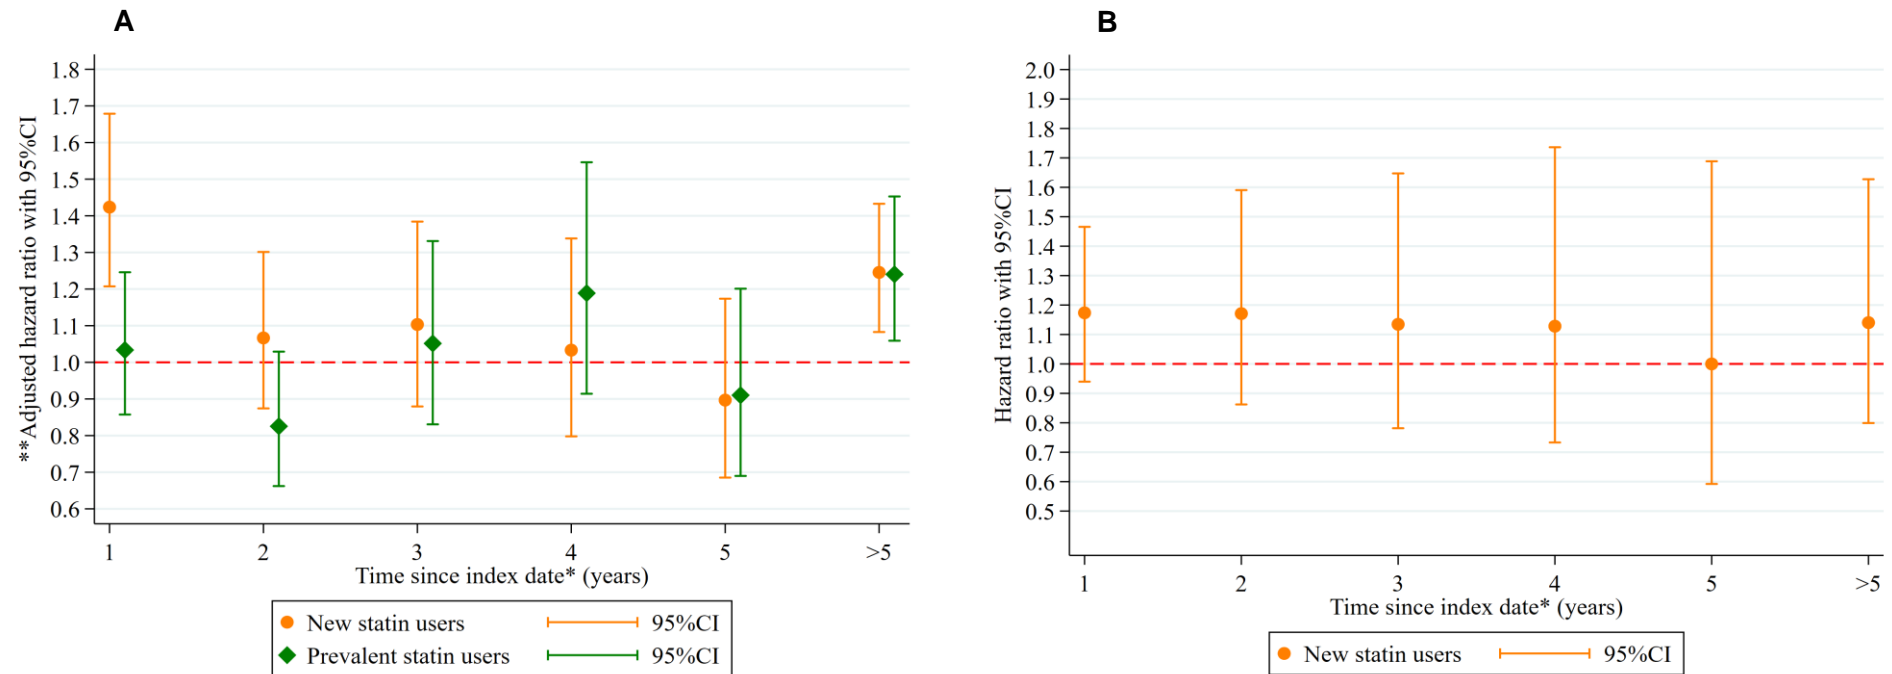 A
**Adjusted hazard ratio with 95%CI
1.8
1.7
1.6
1.5
1.4
1.3
1.2
1.1
1.0
0.9
0.8
0.7
0.6
1 2 3 4 5 >5
Time since index date* (years)
New statin users 95%CI
Prevalent statin users 95%CI
B
Hazard ratio with 95%CI
2.0
1.9
1.8
1.7
1.6
1.5
1.4
1.3
1.2
1.1
1.0
0.9
0.8
0.7
0.6
0.5
1 2 3 4 5 >5
Time since index date* (years)
New statin users 95%CI